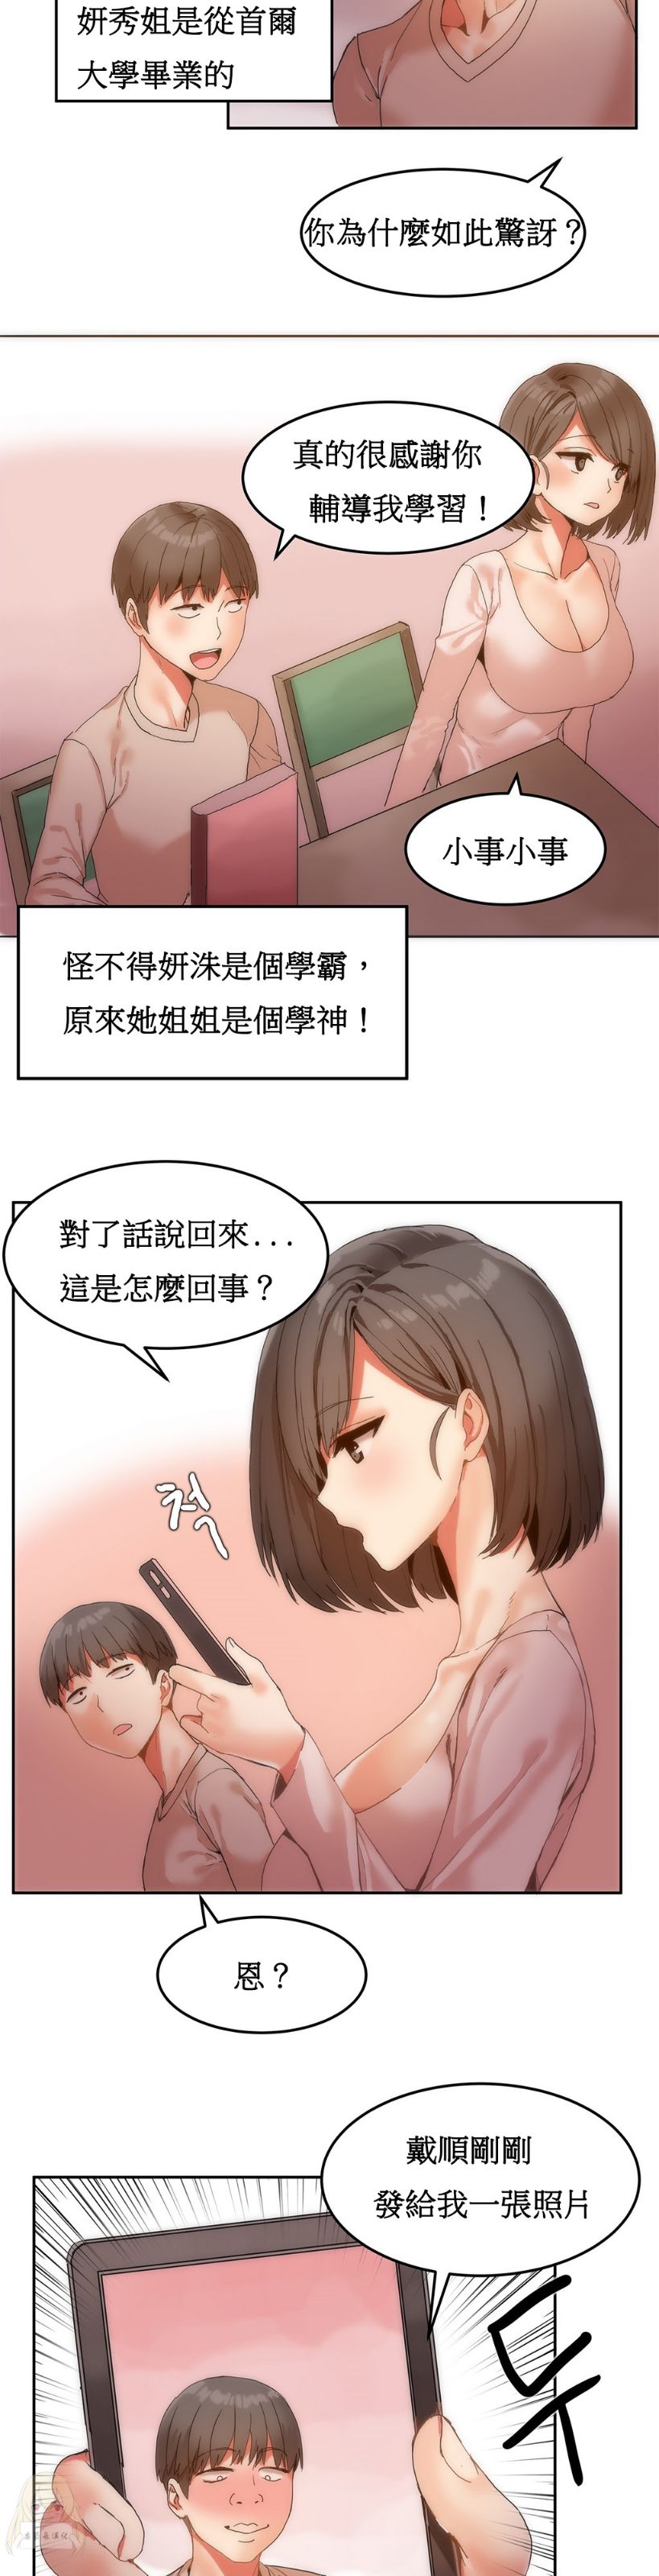 妍秀姐是從首爾
大學畢業的
你為什麼如此驚訝？
真的很感謝你
輔導我學習！
小事小事
怪不得妍洙是個學霸，
原來她姐姐是個學神！
對了話說回來...
這是怎麼回事？
척
恩？
戴順剛剛
發給我一張照片
두